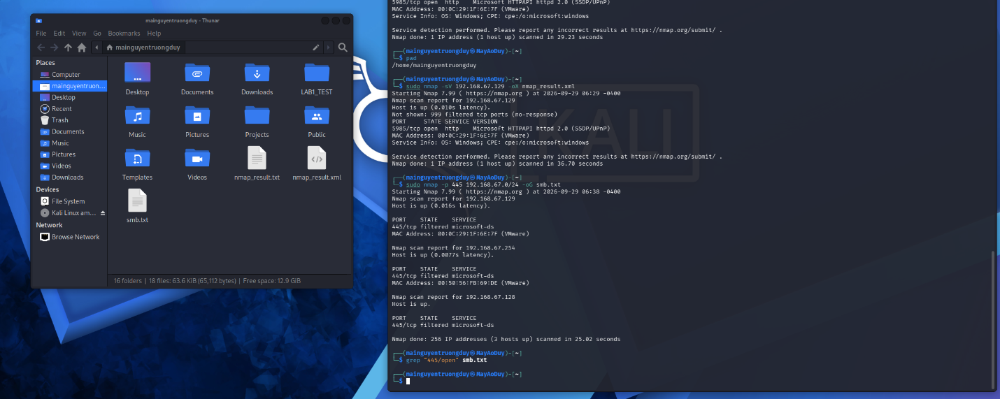 mainguyentruongduy - Thunar
File Edit View Go Bookmarks Help
mainguyentruongduy
Places
Computer
mainguyentruon...
Desktop
Recent
Trash
Documents
Music
Pictures
Videos
Downloads
Devices
File System
Kali Linux am...
Network
Browse Network
Desktop Documents Downloads LAB1_TEST
Music Pictures Projects Public
Templates Videos nmap_result.txt nmap_result.xml
smb.txt
16 folders | 18 files: 63.6 KiB (65,112 bytes) | Free space: 12.9 GiB
KALI
5985/tcp open  http    Microsoft HTTPAPI httpd 2.0 (SSDP/UPnP)
MAC Address: 00:0C:29:1F:6E:7F (VMware)
Service Info: OS: Windows; CPE: cpe:/o:microsoft:windows
Service detection performed. Please report any incorrect results at https://nmap.org/submit/ .
Nmap done: 1 IP address (1 host up) scanned in 29.23 seconds
┌──(mainguyentruongduy㉿MayAoDuy)-[~]
└─$ pwd
/home/mainguyentruongduy
┌──(mainguyentruongduy㉿MayAoDuy)-[~]
└─$ sudo nmap -sV 192.168.67.129 -oX nmap_result.xml
Starting Nmap 7.99 ( https://nmap.org ) at 2026-09-29 06:29 -0400
Nmap scan report for 192.168.67.129
Host is up (0.010s latency).
Not shown: 999 filtered tcp ports (no-response)
PORT     STATE SERVICE VERSION
5985/tcp open  http    Microsoft HTTPAPI httpd 2.0 (SSDP/UPnP)
MAC Address: 00:0C:29:1F:6E:7F (VMware)
Service Info: OS: Windows; CPE: cpe:/o:microsoft:windows
Service detection performed. Please report any incorrect results at https://nmap.org/submit/ .
Nmap done: 1 IP address (1 host up) scanned in 36.70 seconds
┌──(mainguyentruongduy㉿MayAoDuy)-[~]
└─$ sudo nmap -p 445 192.168.67.0/24 -oG smb.txt
Starting Nmap 7.99 ( https://nmap.org ) at 2026-09-29 06:38 -0400
Nmap scan report for 192.168.67.129
Host is up (0.016s latency).
PORT    STATE    SERVICE
445/tcp filtered microsoft-ds
MAC Address: 00:0C:29:1F:6E:7F (VMware)
Nmap scan report for 192.168.67.254
Host is up (0.0077s latency).
PORT    STATE    SERVICE
445/tcp filtered microsoft-ds
MAC Address: 00:50:56:FB:69:DE (VMware)
Nmap scan report for 192.168.67.128
Host is up.
PORT    STATE    SERVICE
445/tcp filtered microsoft-ds
Nmap done: 256 IP addresses (3 hosts up) scanned in 25.02 seconds
┌──(mainguyentruongduy㉿MayAoDuy)-[~]
└─$ grep "445/open" smb.txt
┌──(mainguyentruongduy㉿MayAoDuy)-[~]
└─$